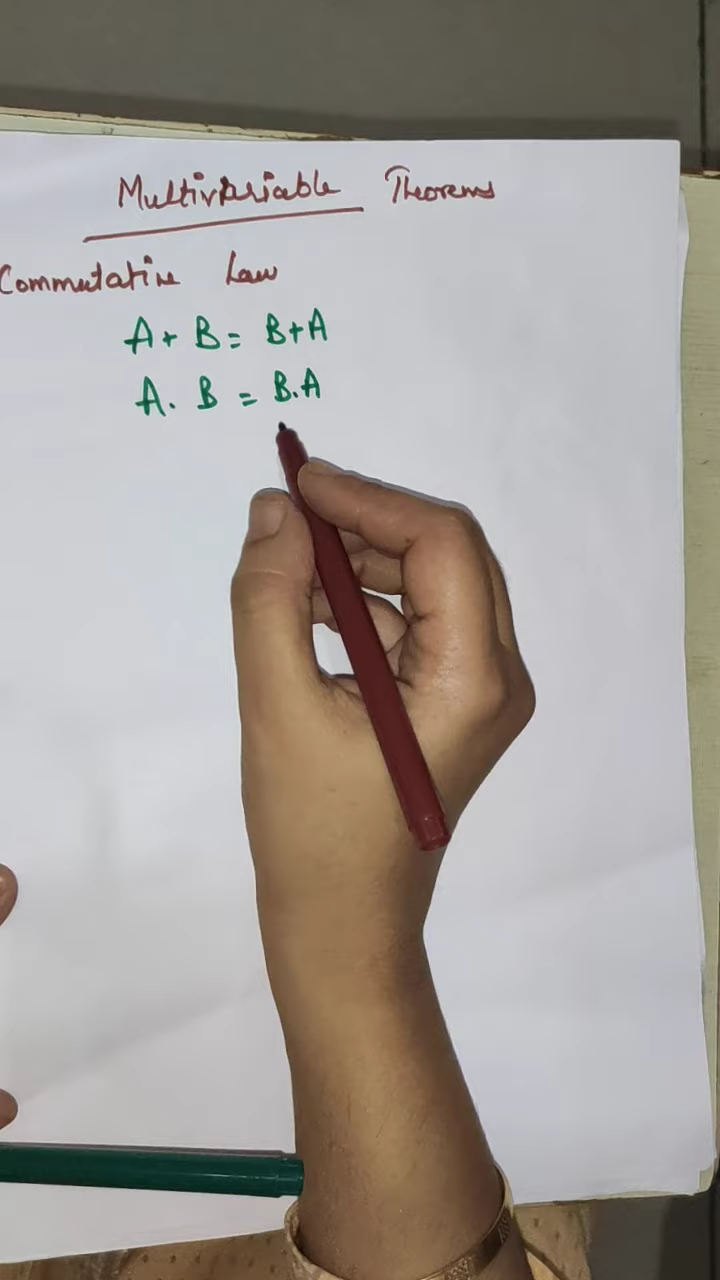 Multivariable Theorems
Commutative Law
A + B = B + A
A . B = B . A